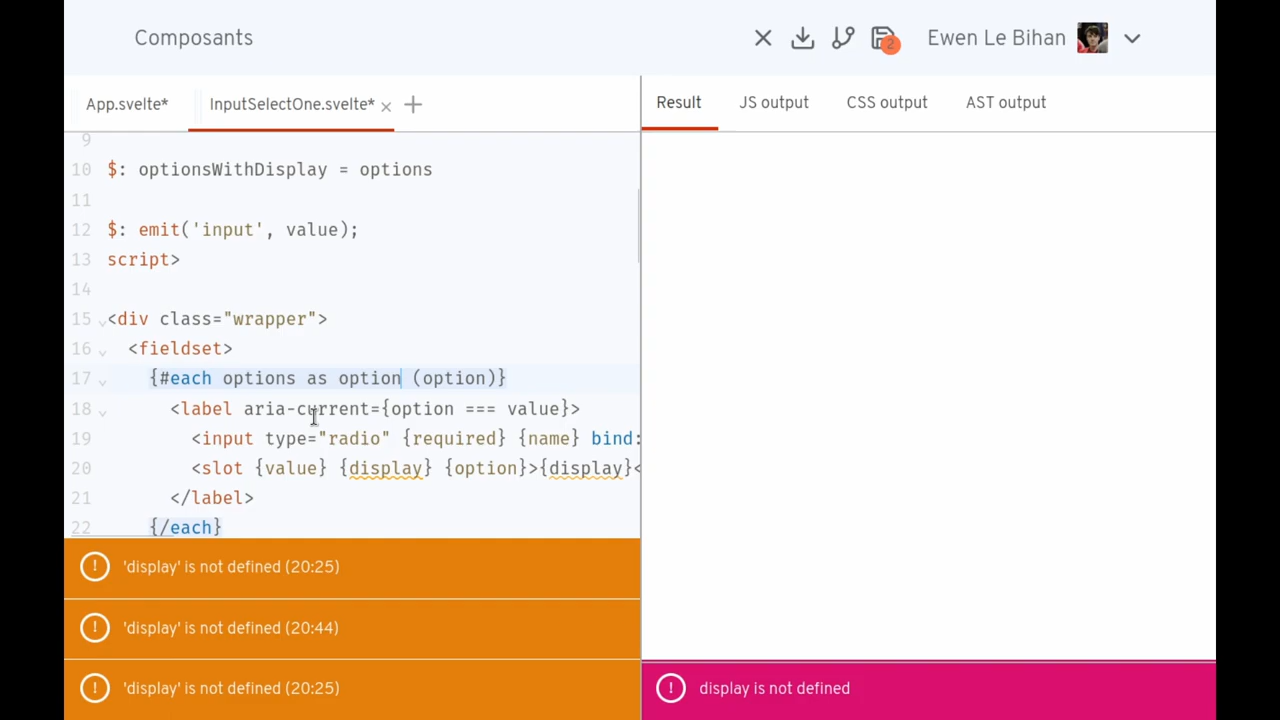 Composants
2
Ewen Le Bihan
App.svelte*
InputSelectOne.svelte*
Result
JS output
CSS output
AST output
9
10 $: optionsWithDisplay = options
11
12 $: emit('input', value);
13 script>
14
15 <div class="wrapper">
16 <fieldset>
17 {#each options as option (option)}
18 <label aria-current={option === value}>
19 <input type="radio" {required} {name} bind:
20 <slot {value} {display} {option}>{display}<
21 </label>
22 {/each}
! 'display' is not defined (20:25)
! 'display' is not defined (20:44)
! 'display' is not defined (20:25)
! display is not defined